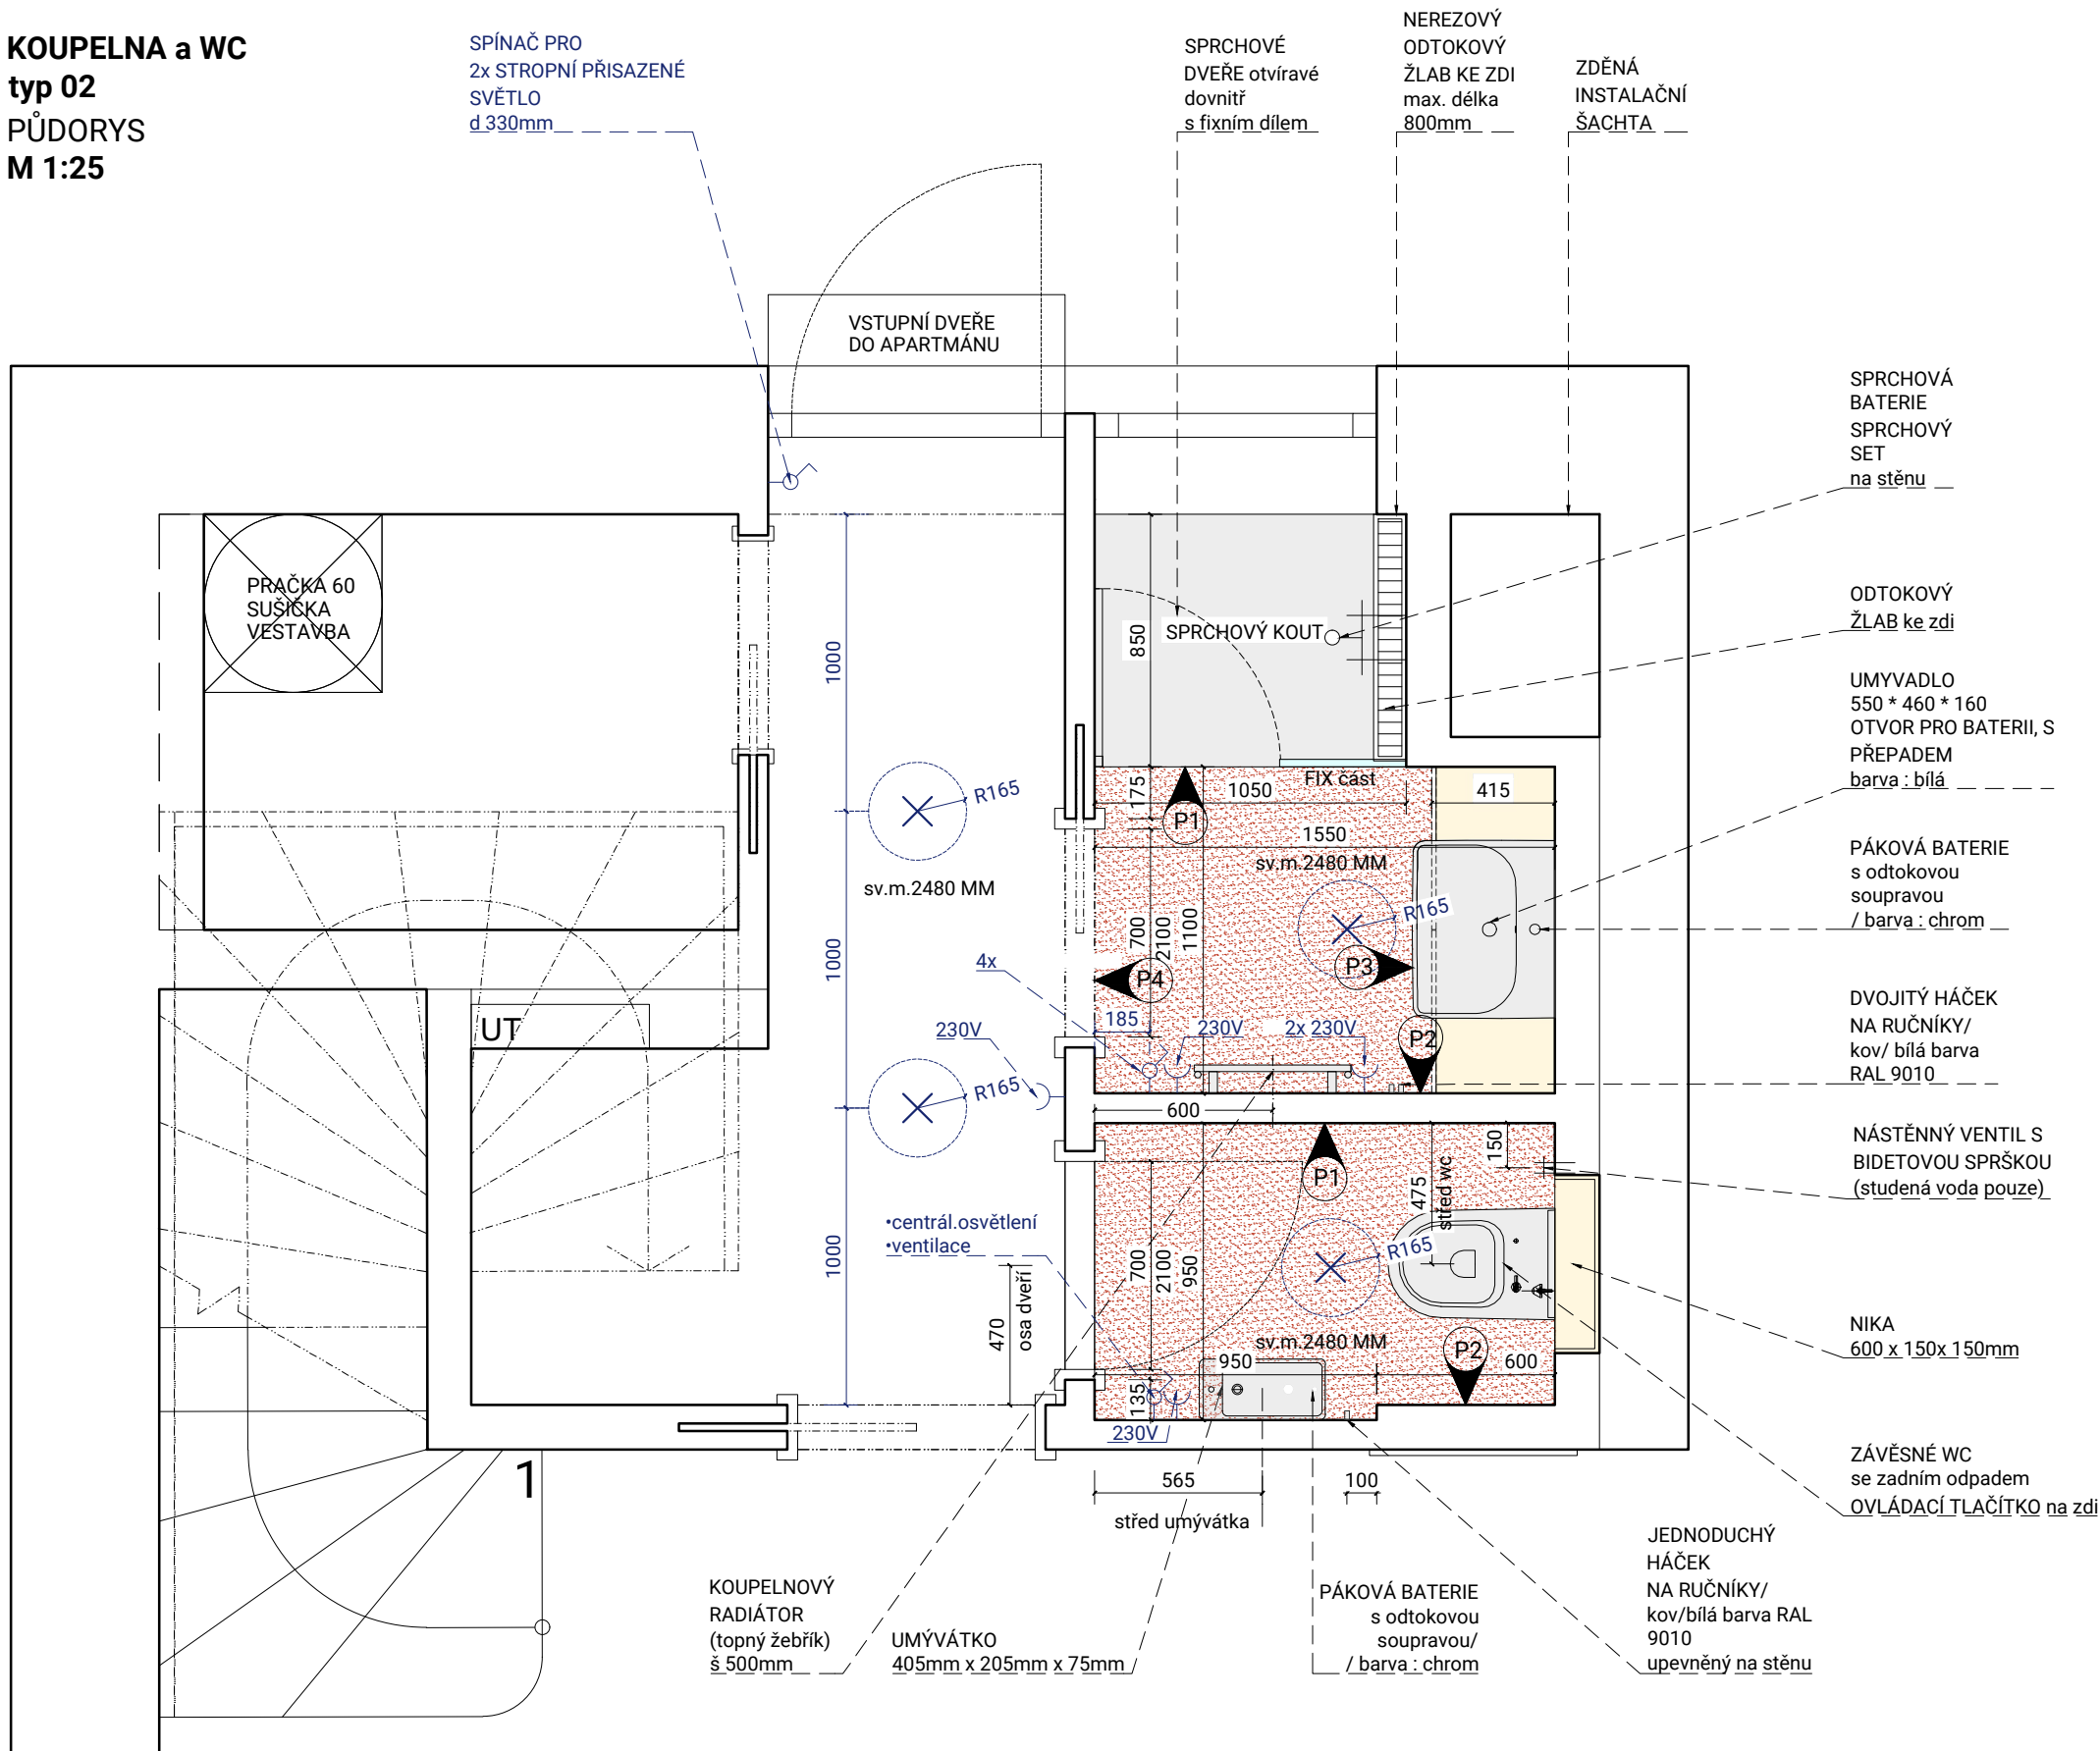 KOUPELNA a WC
typ 02
PŮDORYS
M 1:25
SPÍNAČ PRO
2x STROPNÍ PŘISAZENÉ
SVĚTLO
d 330mm
SPRCHOVÉ
DVEŘE otvíravé
dovnitř
s fixním dílem
NEREZOVÝ
ODTOKOVÝ
ŽLAB KE ZDI
max. délka
800mm
ZDĚNÁ
INSTALAČNÍ
ŠACHTA
VSTUPNÍ DVEŘE
DO APARTMÁNU
SPRCHOVÁ
BATERIE
SPRCHOVÝ
SET
na stěnu
PRAČKA 60
SUŠIČKA
VESTAVBA
1000
850
SPRCHOVÝ KOUT
ODTOKOVÝ
ŽLAB ke zdi
UMYVADLO
550 * 460 * 160
OTVOR PRO BATERII, S
PŘEPADEM
barva : bílá
FIX část
175
1050
415
R165
P1
1550
sv.m.2480 MM
sv.m.2480 MM
PÁKOVÁ BATERIE
s odtokovou
soupravou
/ barva : chrom
R165
1000
700
2100
1100
4x
P4
P3
185
230V
230V
2x 230V
P2
UT
DVOJITÝ HÁČEK
NA RUČNÍKY/
kov/ bílá barva
RAL 9010
R165
600
150
NÁSTĚNNÝ VENTIL S
BIDETOVOU SPRŠKOU
(studená voda pouze)
P1
475
střed wc
•centrál.osvětlení
•ventilace
1000
700
2100
950
R165
470
osa dveří
sv.m.2480 MM
NIKA
600 x 150x 150mm
P2
950
600
135
230V
1
565
100
střed umývátka
ZÁVĚSNÉ WC
se zadním odpadem
OVLÁDACÍ TLAČÍTKO na zdi
KOUPELNOVÝ
RADIÁTOR
(topný žebřík)
š 500mm
UMÝVÁTKO
405mm x 205mm x 75mm
PÁKOVÁ BATERIE
s odtokovou
soupravou/
/ barva : chrom
JEDNODUCHÝ
HÁČEK
NA RUČNÍKY/
kov/bílá barva RAL
9010
upevněný na stěnu